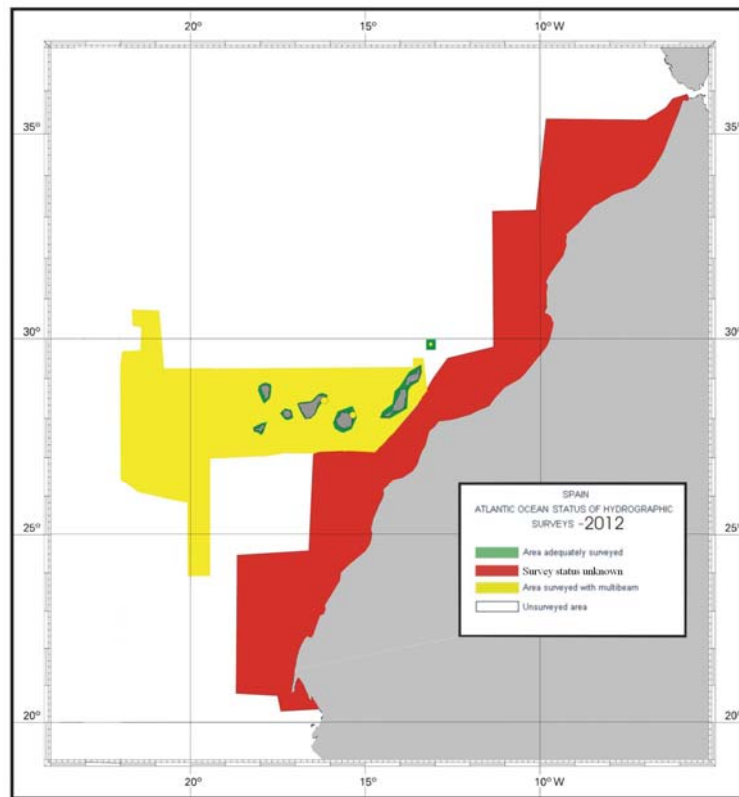 20° 15° 10°W
35° 35°
30° 30°
25° 25°
20° 20°
SPAIN
ATLANTIC OCEAN STATUS OF HYDROGRAPHIC
SURVEYS -2012
Area adequately surveyed
Survey status unknown
Area surveyed with multibeam
Unsurveyed area
20° 15° 10°W